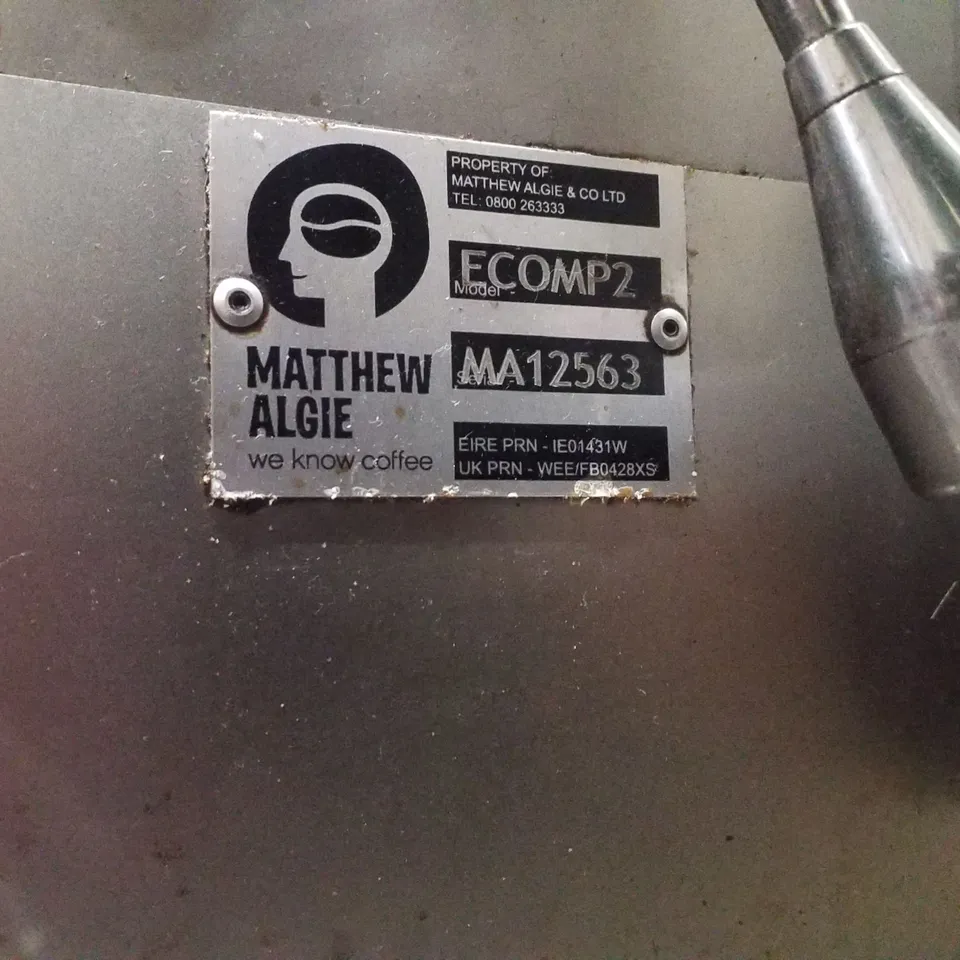 PROPERTY OF:
MATTHEW ALGIE & CO LTD
TEL: 0800 263333
ECOMP2
Model -
MA12563
Serial -
MATTHEW
ALGIE
we know coffee
EIRE PRN - IE01431W
UK PRN - WEE/FB0428XS